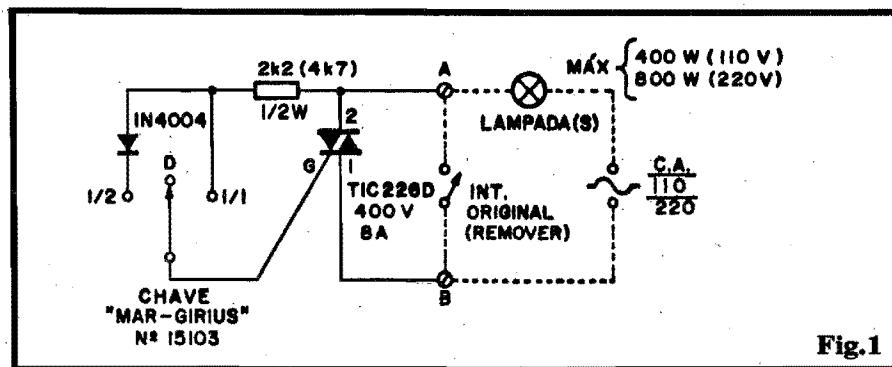 2k2 (4k7)
1/2W
1N4004
D
1/2
1/1
CHAVE
"MAR-GIRIUS"
Nº 15103
2
G
1
TIC226D
400V
8A
A
B
INT.
ORIGINAL
(REMOVER)
LAMPADA(S)
MÁX
400 W (110 V)
800 W (220V)
C.A.
110
220
Fig.1